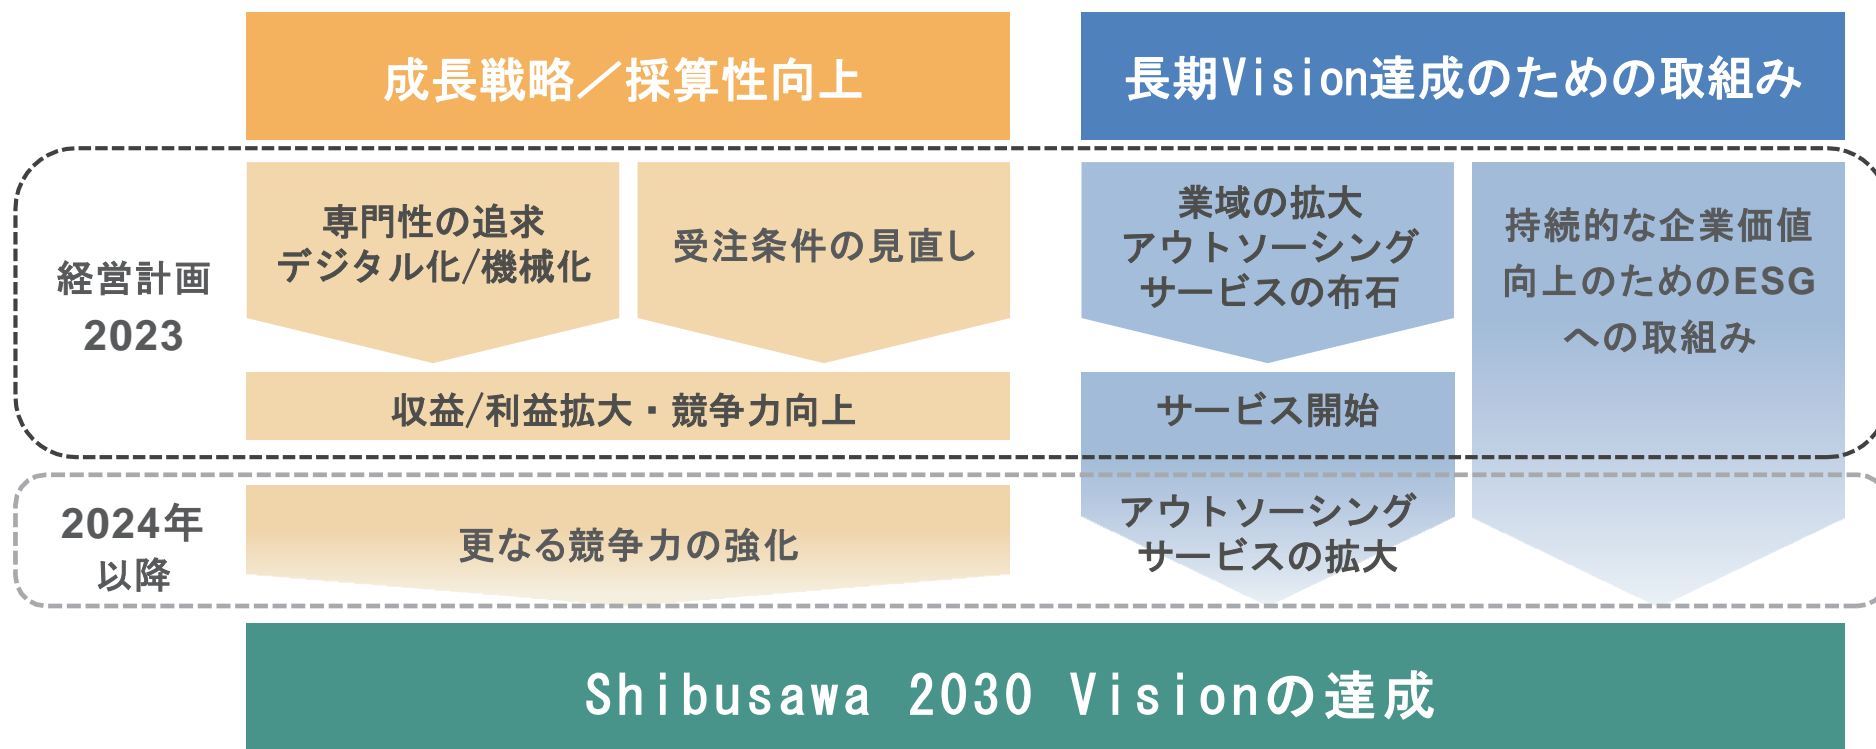 成長戦略／採算性向上
長期Vision達成のための取組み
経営計画
2023
専門性の追求
デジタル化/機械化
受注条件の見直し
業域の拡大
アウトソーシング
サービスの布石
持続的な企業価値
向上のためのESG
への取組み
収益/利益拡大・競争力向上
サービス開始
2024年
以降
更なる競争力の強化
アウトソーシング
サービスの拡大
Shibusawa 2030 Visionの達成